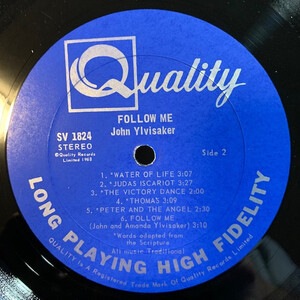 Quality
FOLLOW ME
John Ylvisaker
SV 1824
STEREO
Side 2
©Quality Records
Limited 1968
1. *WATER OF LIFE 3:07
2. *JUDAS ISCARIOT 3:27
3. *THE VICTORY DANCE 2:00
4. *THOMAS 3:09
5. *PETER AND THE ANGEL 2:30
6. FOLLOW ME
(John and Amanda Ylvisaker) 3:10
*Words adapted from
the Scripture
All music Traditional
LONG PLAYING HIGH FIDELITY
QUALITY Is A Registered Trade Mark Of Quality Records Limited